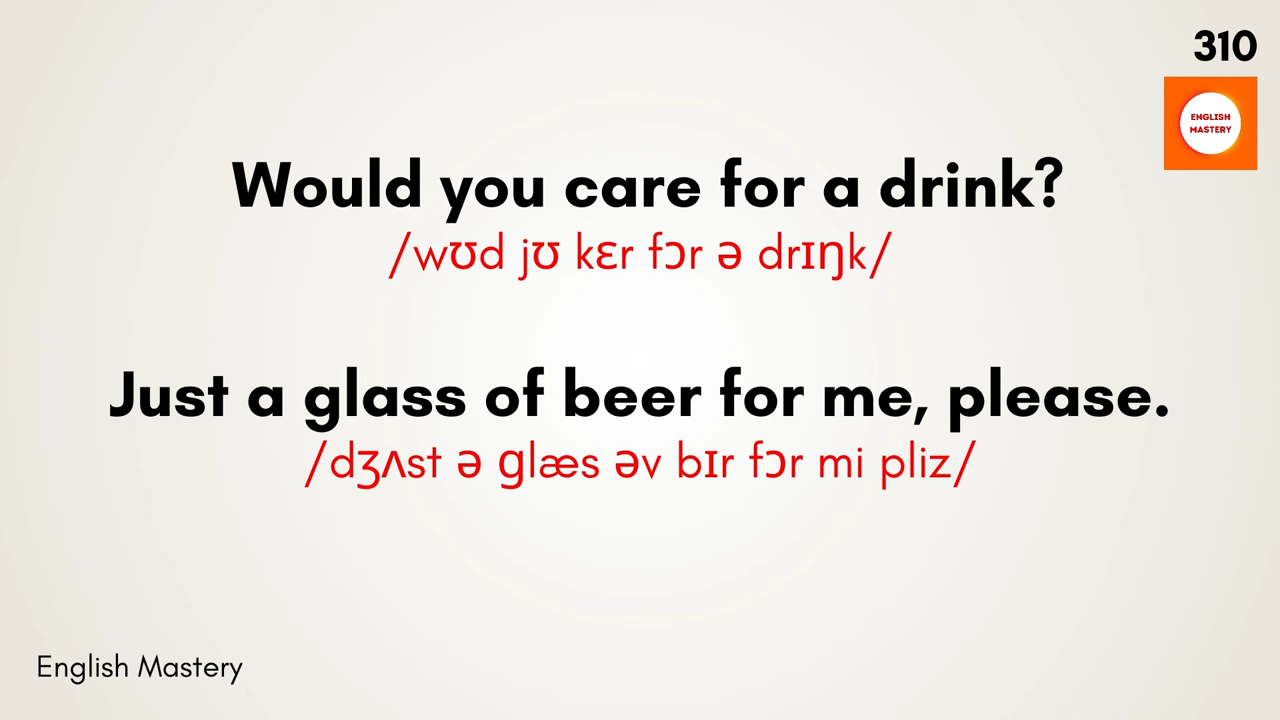 310
ENGLISH
MASTERY
Would you care for a drink?
/wʊd jʊ kɛr fɔr ə drɪŋk/
Just a glass of beer for me, please.
/dʒʌst ə ɡlæs əv bɪr fɔr mi pliz/
English Mastery